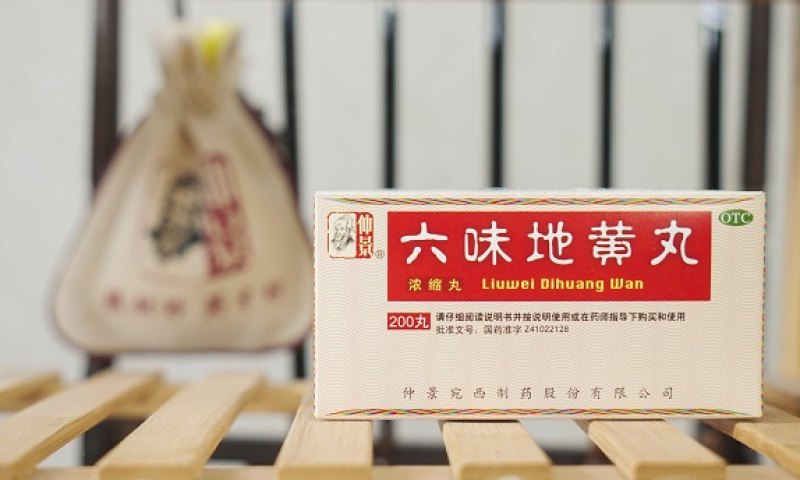 仲景®
六味地黄丸
OTC
浓缩丸 Liuwei Dihuang Wan
200丸
请仔细阅读说明书并按说明使用或在药师指导下购买和使用
批准文号：国药准字 Z41022128
仲景宛西制药股份有限公司